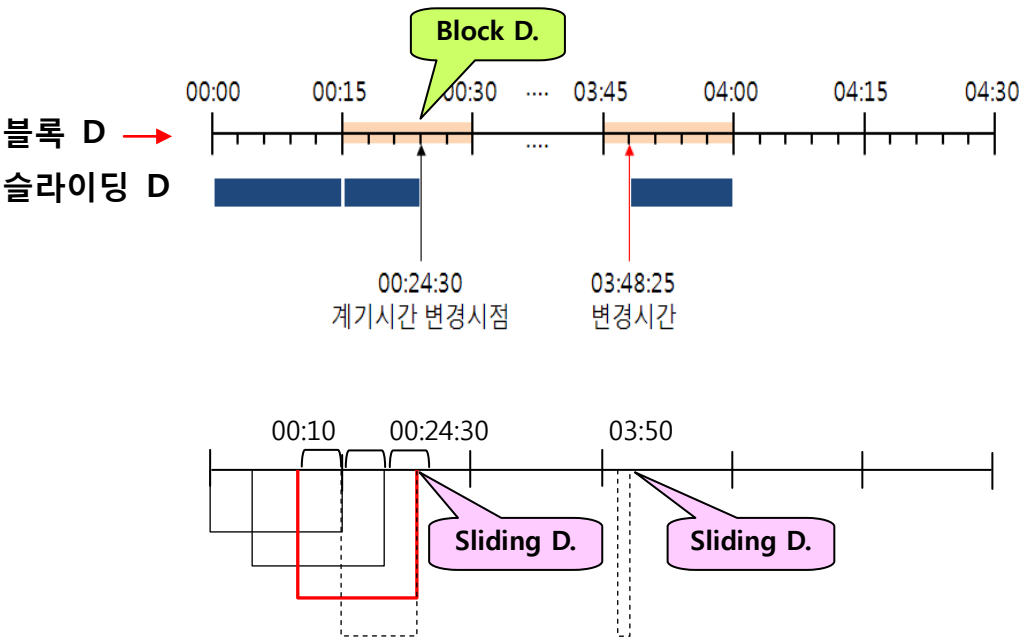 Block D.
00:00 00:15 00:30 .... 03:45 04:00 04:15 04:30
블록 D
....
슬라이딩 D
00:24:30 03:48:25
계기시간 변경시점 변경시간
00:10 00:24:30 03:50
Sliding D. Sliding D.